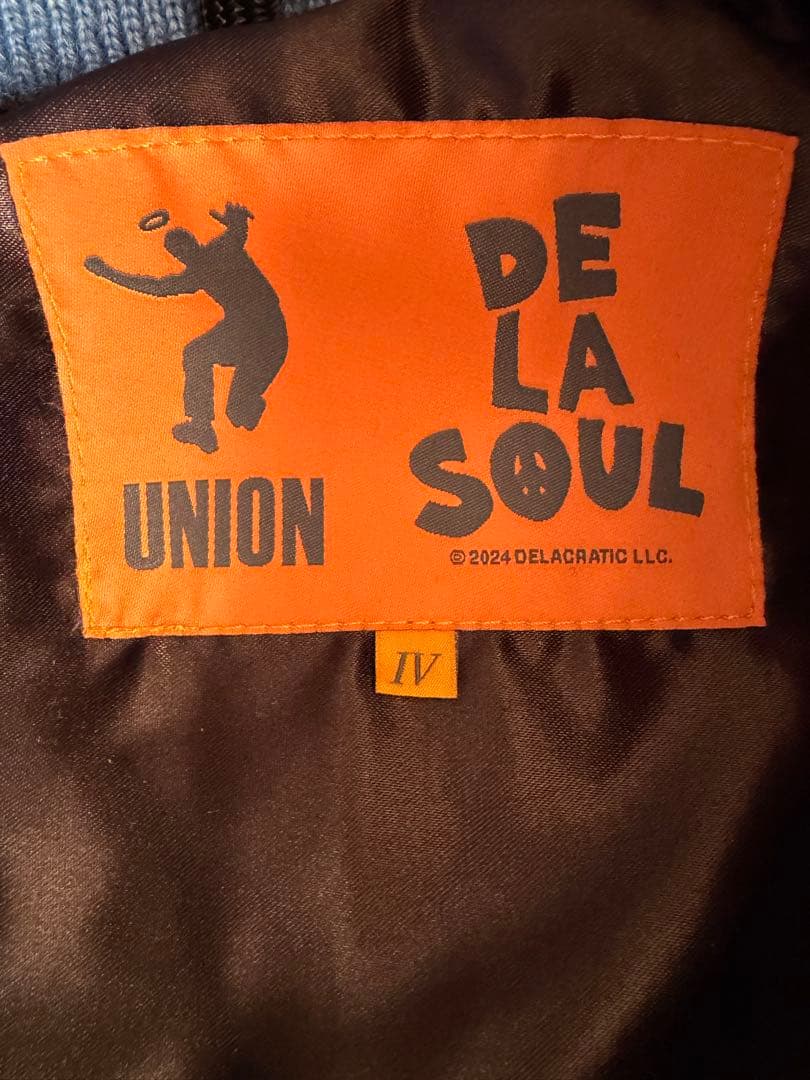 UNION
DE
LA
SOUL
© 2024 DELACRATIC LLC.
IV